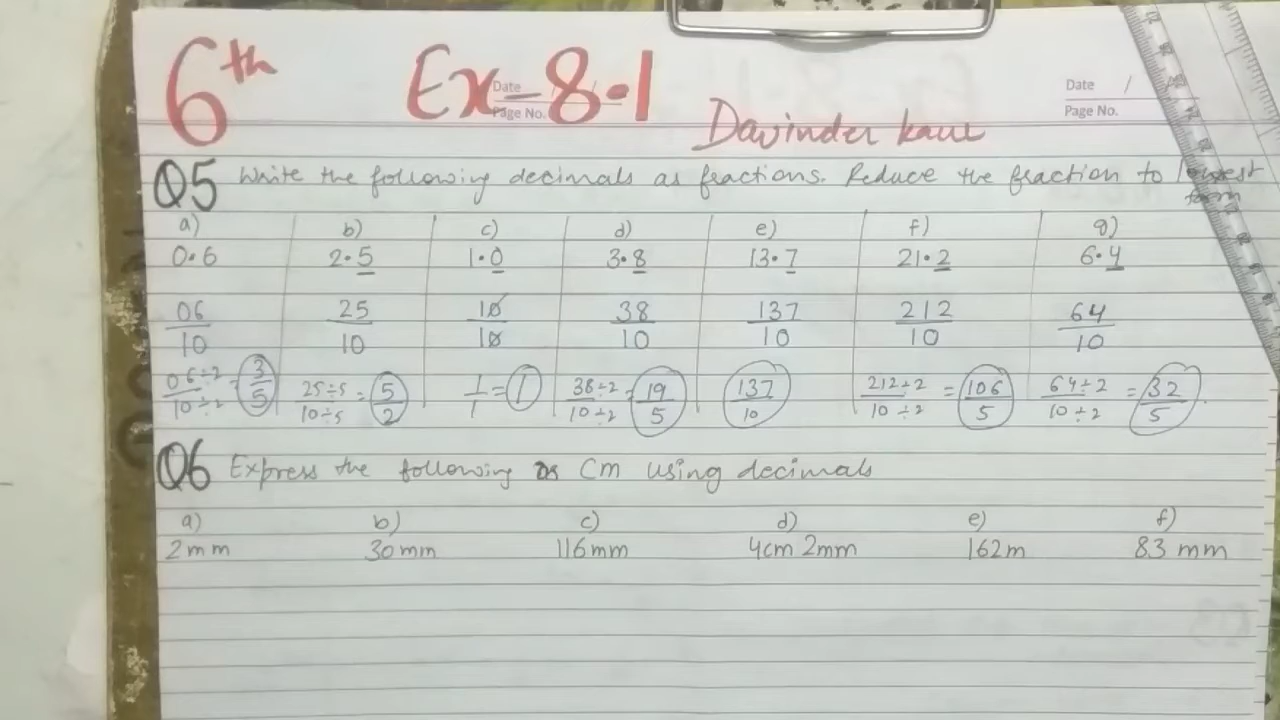 6th Ex-8.1
Date
Page No.
Date /
Page No.
Davinder kaur
Q5 Write the following decimals as fractions. Reduce the fraction to lowest
form
a) b) c) d) e) f) g)
0.6 2.5 1.0 3.8 13.7 21.2 6.4
06/10 25/10 10/10 38/10 137/10 212/10 64/10
06÷2/10÷2 = 3/5 25÷5/10÷5 = 5/2 1/1 = 1 38÷2/10÷2 = 19/5 137/10 212÷2/10÷2 = 106/5 64÷2/10÷2 = 32/5
Q6 Express the following as Cm using decimals
a) b) c) d) e) f)
2mm 30mm 116mm 4cm 2mm 162m 83 mm